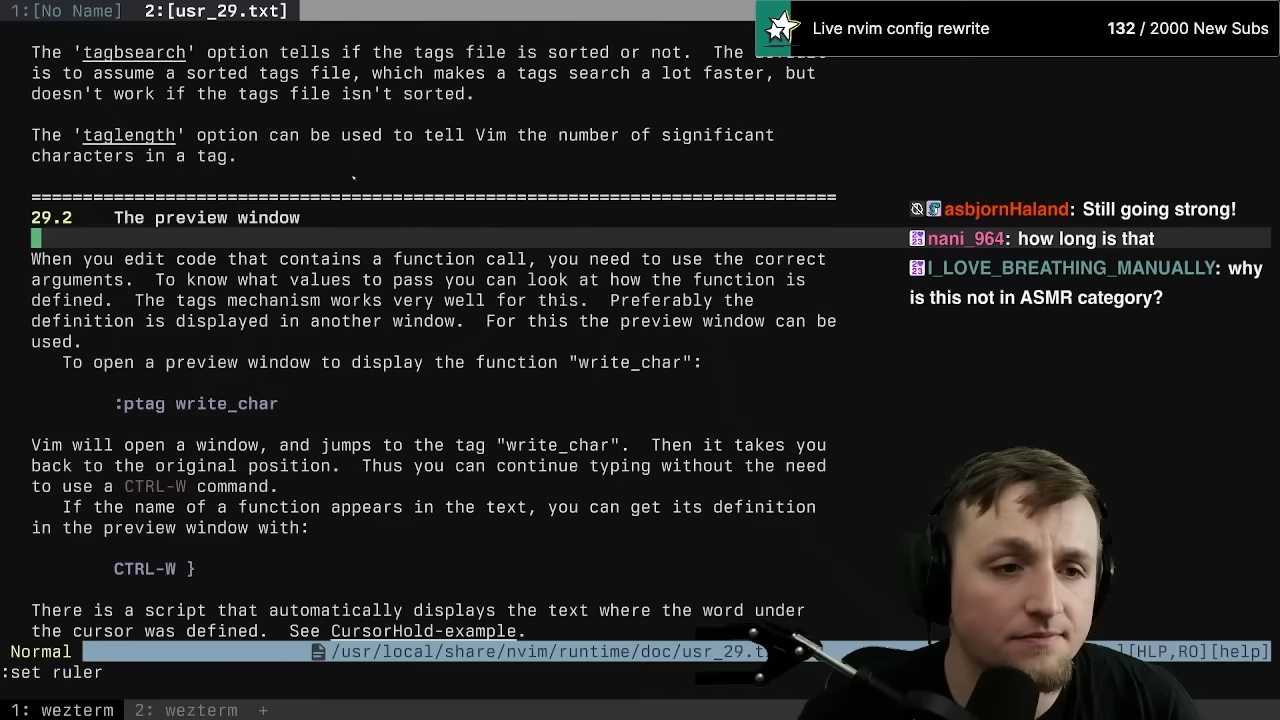 1:[No Name]  2:[usr_29.txt]
Live nvim config rewrite
132 / 2000 New Subs
The 'tagbsearch' option tells if the tags file is sorted or not.  The
is to assume a sorted tags file, which makes a tags search a lot faster, but
doesn't work if the tags file isn't sorted.
The 'taglength' option can be used to tell Vim the number of significant
characters in a tag.
==============================================================================
29.2    The preview window
When you edit code that contains a function call, you need to use the correct
arguments.  To know what values to pass you can look at how the function is
defined.  The tags mechanism works very well for this.  Preferably the
definition is displayed in another window.  For this the preview window can be
used.
To open a preview window to display the function "write_char":
:ptag write_char
Vim will open a window, and jumps to the tag "write_char".  Then it takes you
back to the original position.  Thus you can continue typing without the need
to use a CTRL-W command.
If the name of a function appears in the text, you can get its definition
in the preview window with:
CTRL-W }
There is a script that automatically displays the text where the word under
the cursor was defined.  See CursorHold-example.
asbjornHaland: Still going strong!
nani_964: how long is that
I_LOVE_BREATHING_MANUALLY: why
is this not in ASMR category?
Normal
/usr/local/share/nvim/runtime/doc/usr_29.t
][HLP,RO][help]
:set ruler
1: wezterm  2: wezterm  +